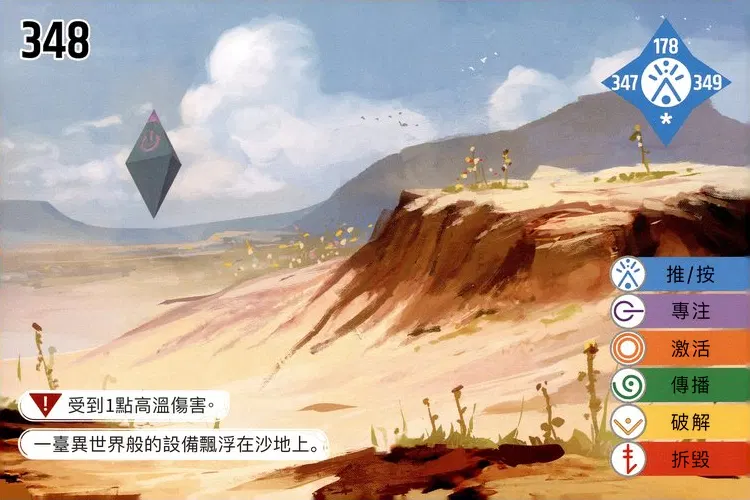 348
178
347
349
*
推/按
專注
激活
傳播
破解
拆毀
! 受到1點高溫傷害。
一臺異世界般的設備飄浮在沙地上。